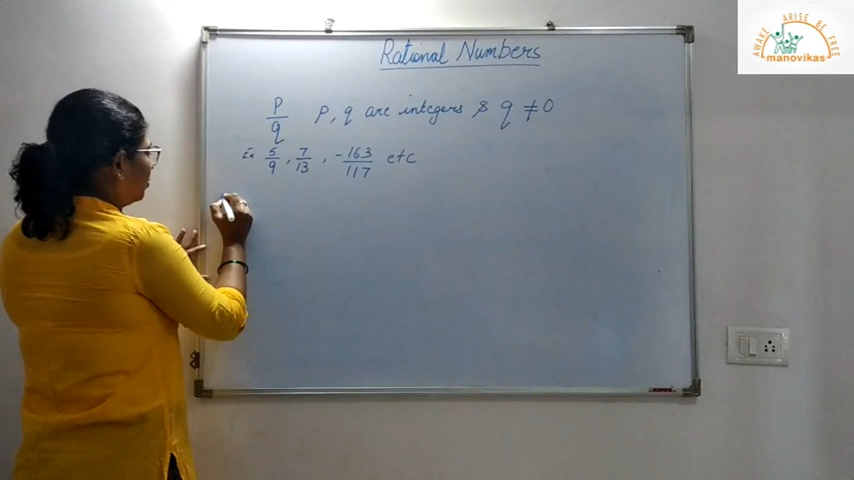 Rational Numbers
P/q P, q are integers & q ≠ 0
Ex 5/9, 7/13, -163/117 etc
AWAKE ARISE BE FREE
manovikas